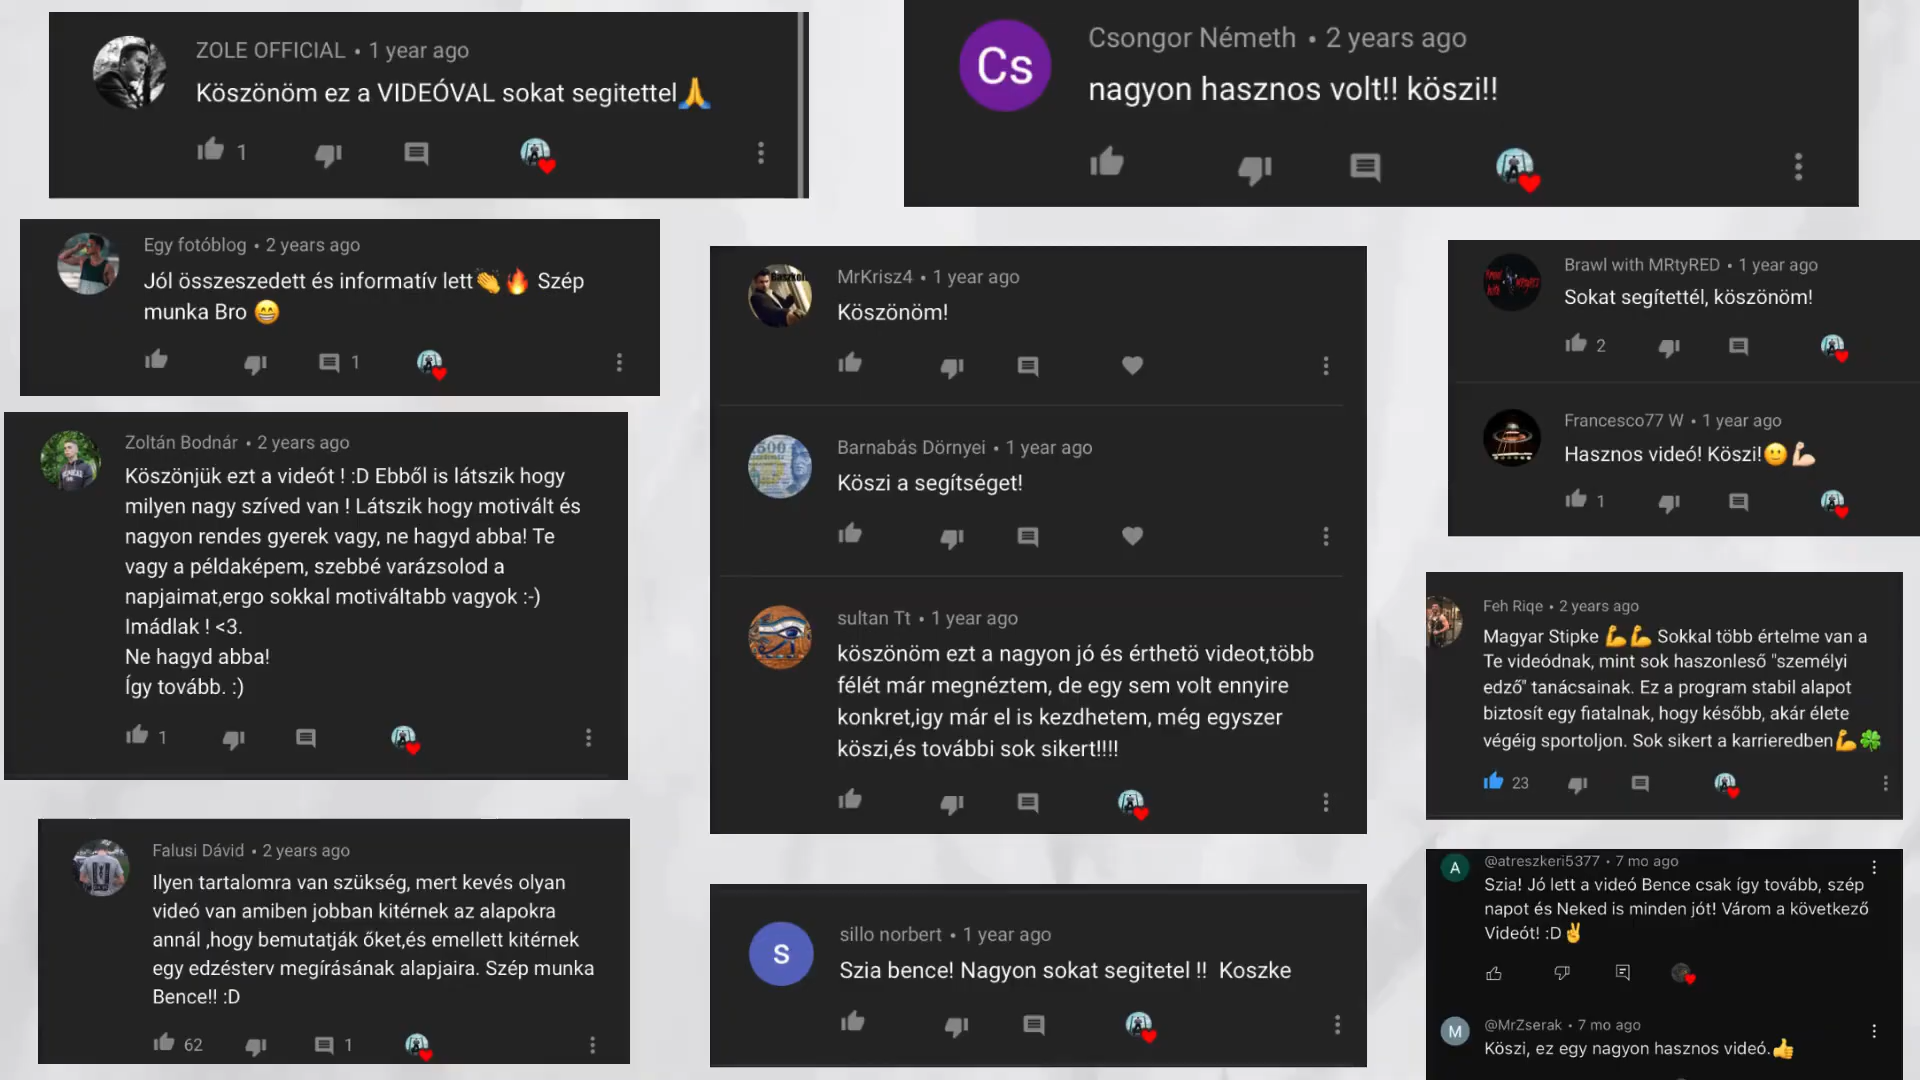 ZOLE OFFICIAL • 1 year ago
Köszönöm ez a VIDEÓVAL sokat segitettel🙏
1
Csongor Németh • 2 years ago
Cs
nagyon hasznos volt!! köszi!!
Egy fotóblog • 2 years ago
Jól összeszedett és informatív lett👏🔥 Szép
munka Bro 😁
1
Zoltán Bodnár • 2 years ago
Köszönjük ezt a videót ! :D Ebből is látszik hogy
milyen nagy szíved van ! Látszik hogy motivált és
nagyon rendes gyerek vagy, ne hagyd abba! Te
vagy a példaképem, szebbé varázsolod a
napjaimat,ergo sokkal motiváltabb vagyok :-)
Imádlak ! <3.
Ne hagyd abba!
Így tovább. :)
1
Falusi Dávid • 2 years ago
Ilyen tartalomra van szükség, mert kevés olyan
videó van amiben jobban kitérnek az alapokra
annál ,hogy bemutatják őket,és emellett kitérnek
egy edzésterv megírásának alapjaira. Szép munka
Bence!! :D
62
1
MrKrisz4 • 1 year ago
Köszönöm!
Barnabás Dörnyei • 1 year ago
500
Köszi a segítséget!
sultan Tt • 1 year ago
köszönöm ezt a nagyon jó és érthetö videot,több
félét már megnéztem, de egy sem volt ennyire
konkret,igy már el is kezdhetem, még egyszer
köszi,és további sok sikert!!!!
sillo norbert • 1 year ago
S
Szia bence! Nagyon sokat segitetel !!  Koszke
Brawl with MRtyRED • 1 year ago
Sokat segítettél, köszönöm!
2
Francesco77 W • 1 year ago
Hasznos videó! Köszi!🙂💪🏻
1
Feh Riqe • 2 years ago
Magyar Stipke 💪💪 Sokkal több értelme van a
Te videódnak, mint sok haszonleső "személyi
edző" tanácsainak. Ez a program stabil alapot
biztosít egy fiatalnak, hogy később, akár élete
végéig sportoljon. Sok sikert a karrieredben💪🍀
23
@atreszkeri5377 • 7 mo ago
A
Szia! Jó lett a videó Bence csak így tovább, szép
napot és Neked is minden jót! Várom a következő
Videót! :D✌
@MrZserak • 7 mo ago
M
Köszi, ez egy nagyon hasznos videó.👍